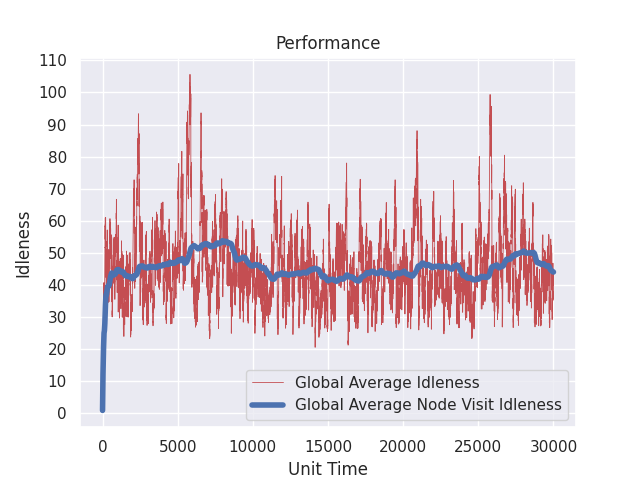 Performance
110
100
90
80
70
60
50
40
30
20
10
0
Idleness
Global Average Idleness
Global Average Node Visit Idleness
0 5000 10000 15000 20000 25000 30000
Unit Time